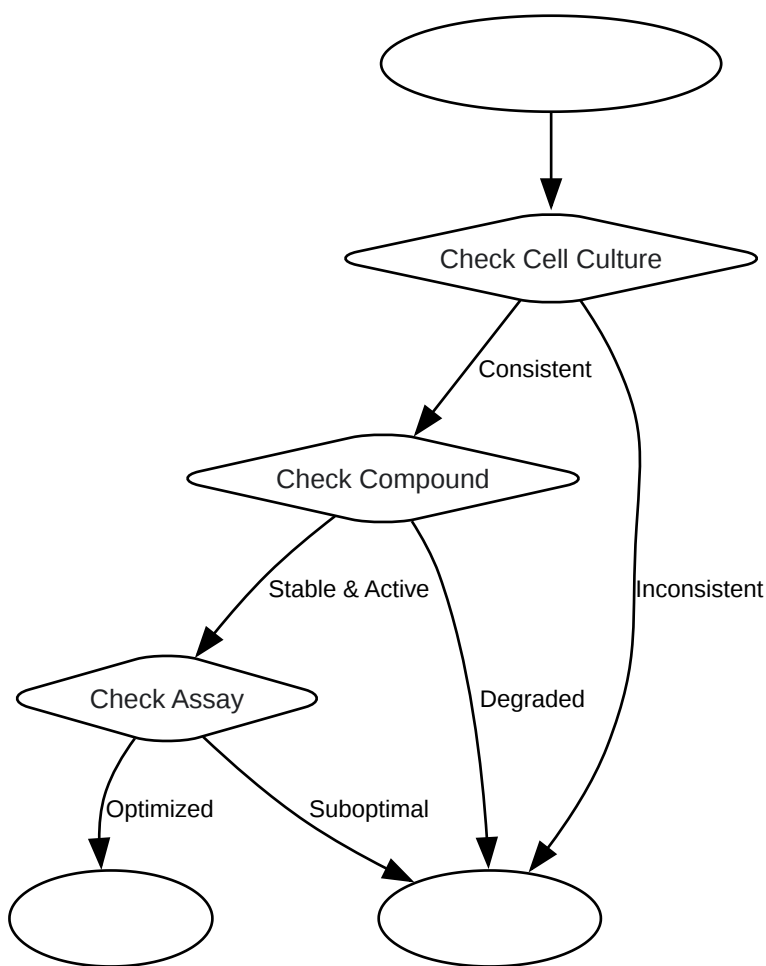 Check Cell Culture
Consistent
Check Compound
Stable & Active
Inconsistent
Check Assay
Degraded
Optimized
Suboptimal